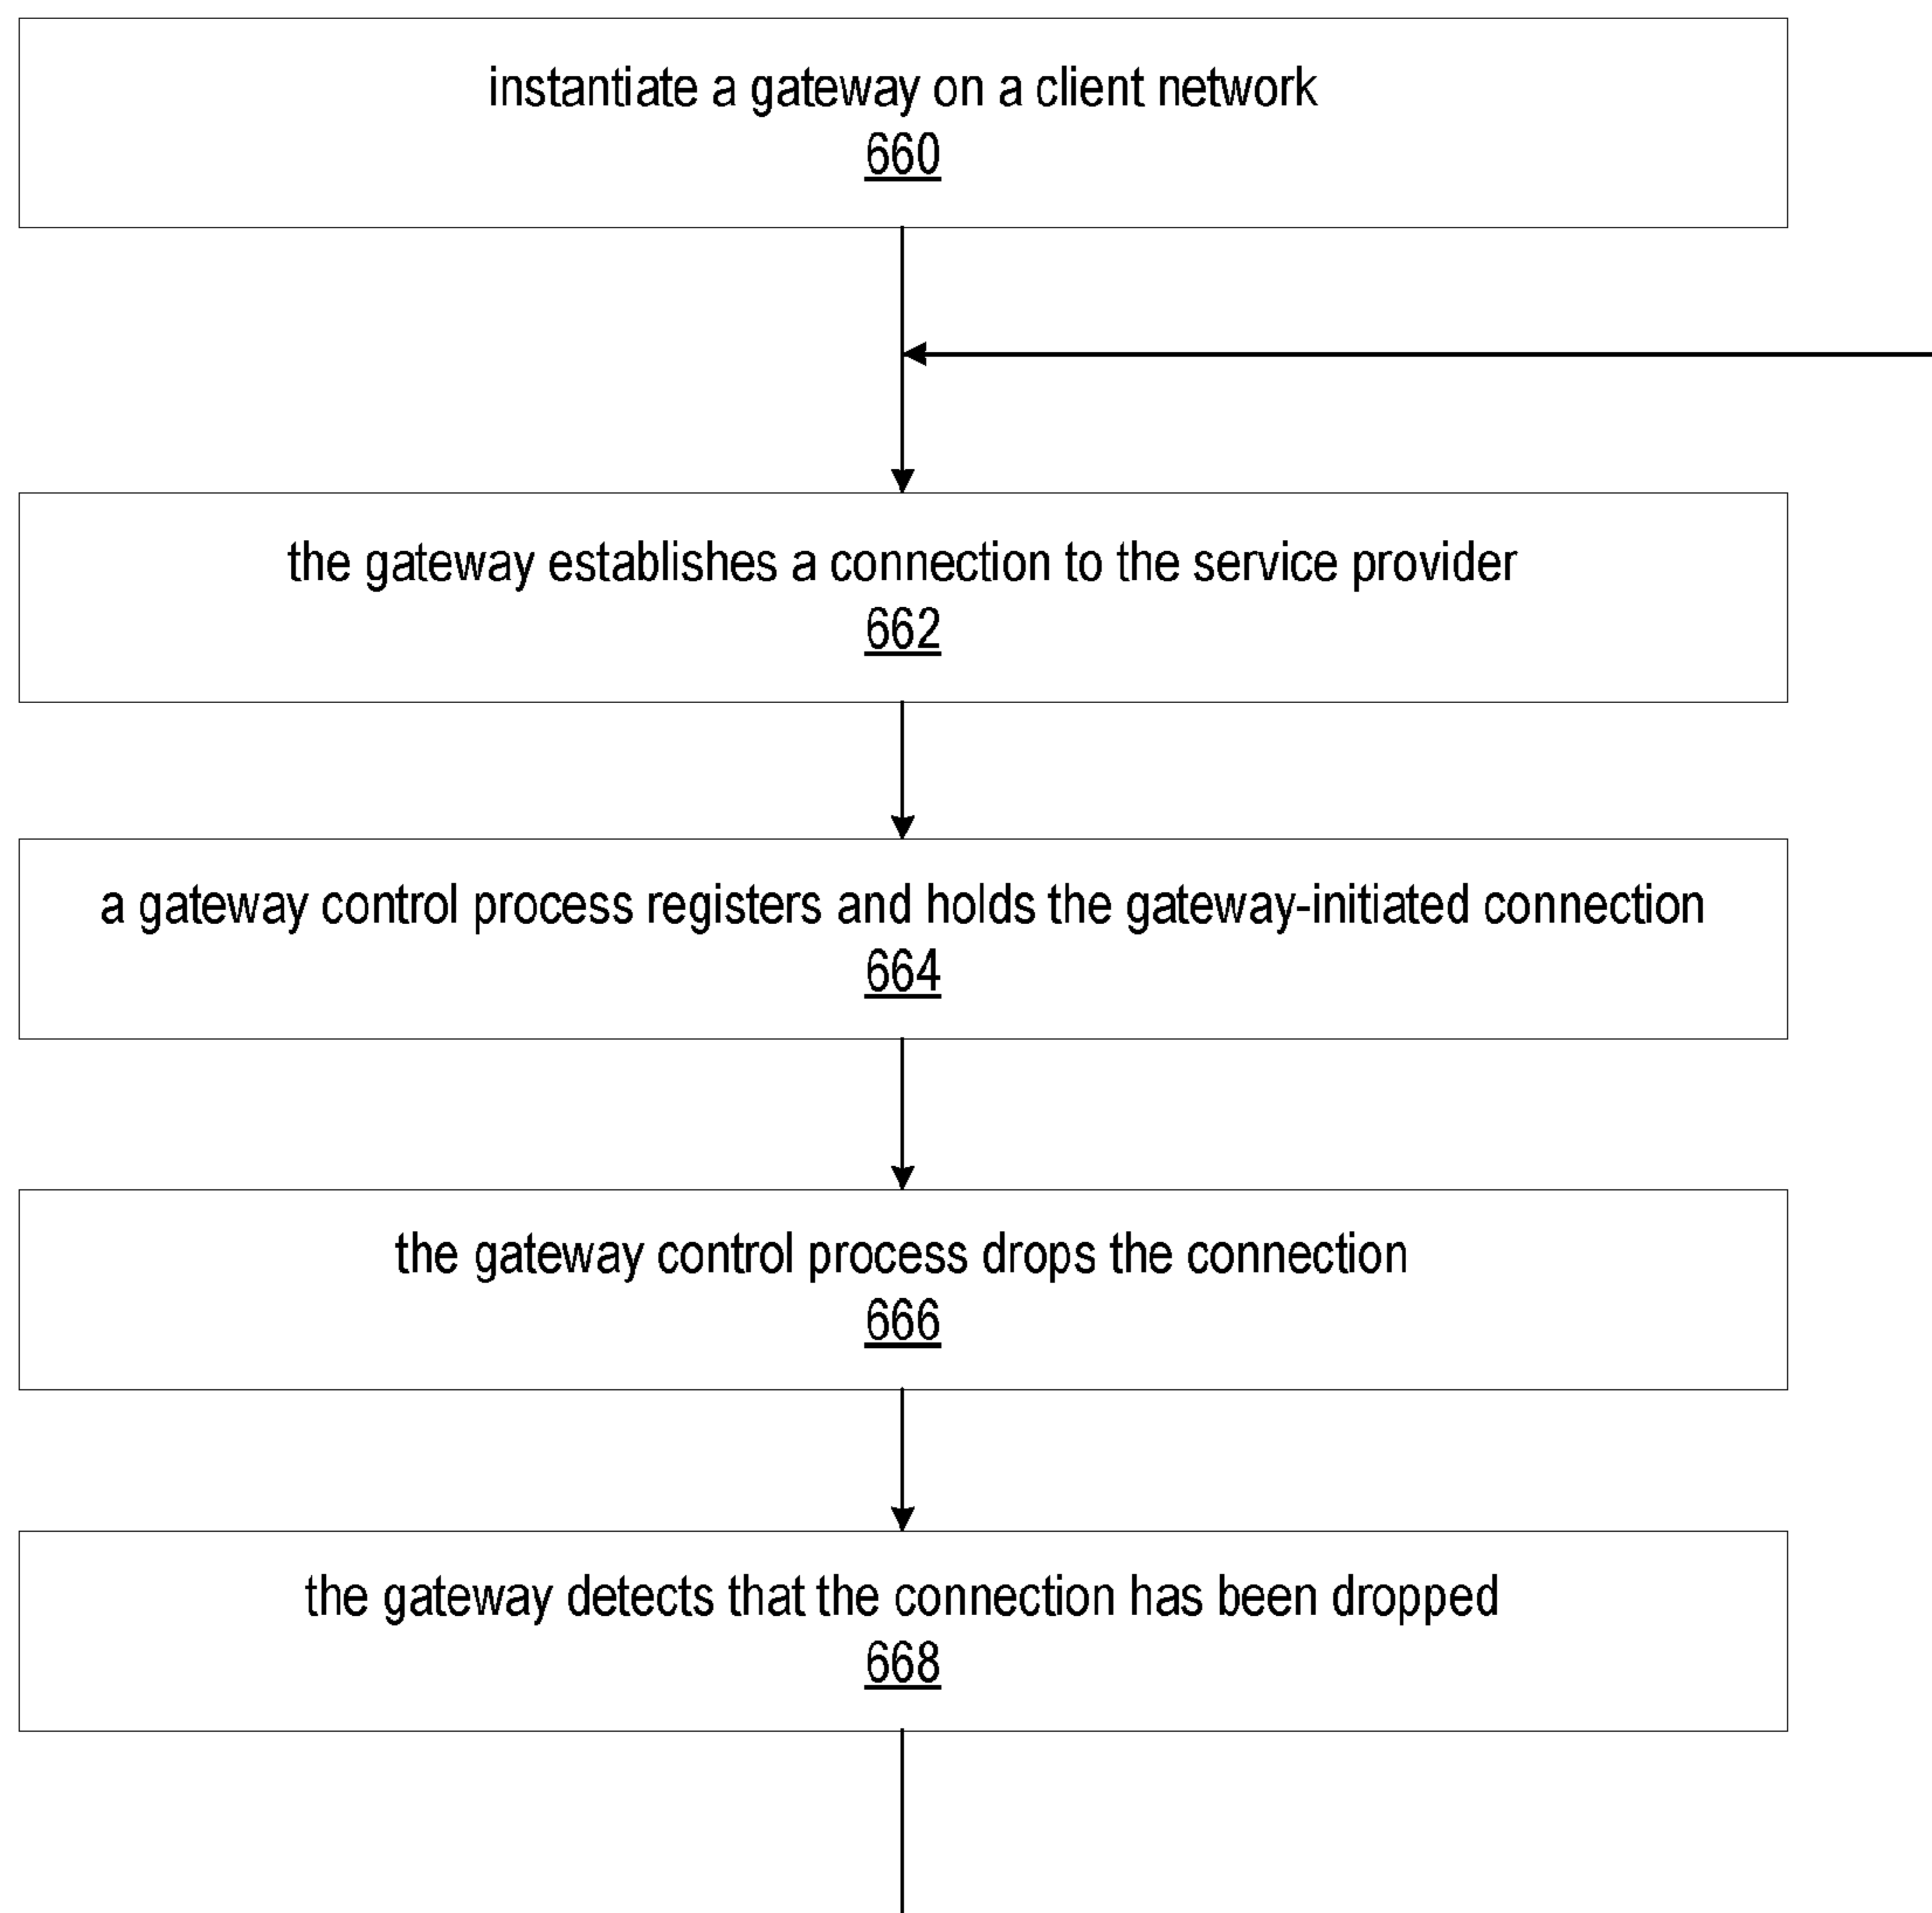 instantiate a gateway on a client network
660
the gateway establishes a connection to the service provider
662
a gateway control process registers and holds the gateway-initiated connection
664
the gateway control process drops the connection
666
the gateway detects that the connection has been dropped
668